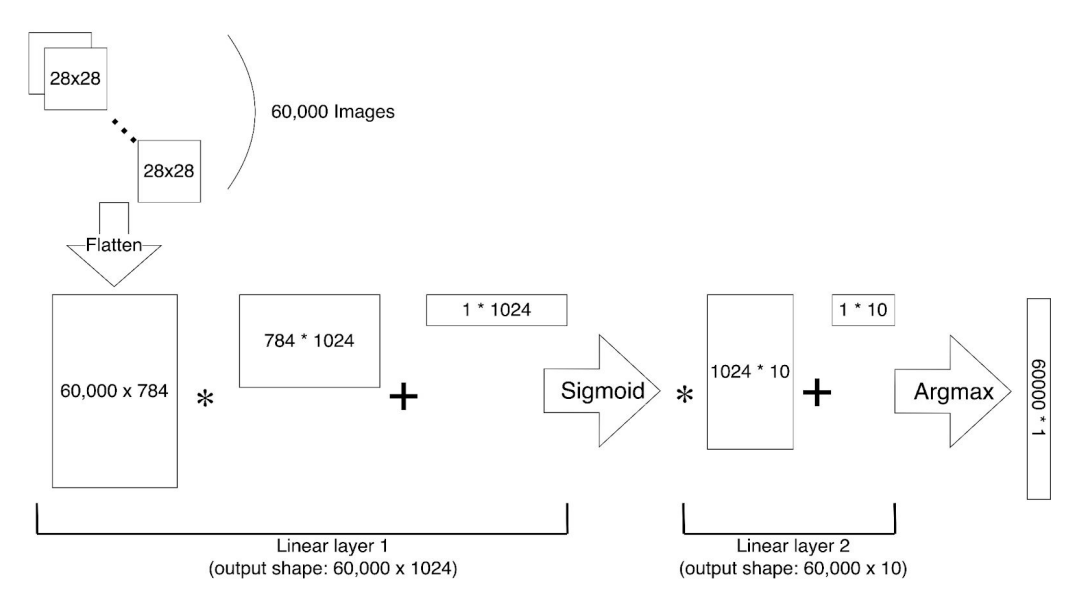 28x28
60,000 Images
28x28
Flatten
60,000 x 784
*
784 * 1024
+
1 * 1024
Sigmoid
*
1024 * 10
+
1 * 10
Argmax
60000 * 1
Linear layer 1
(output shape: 60,000 x 1024)
Linear layer 2
(output shape: 60,000 x 10)